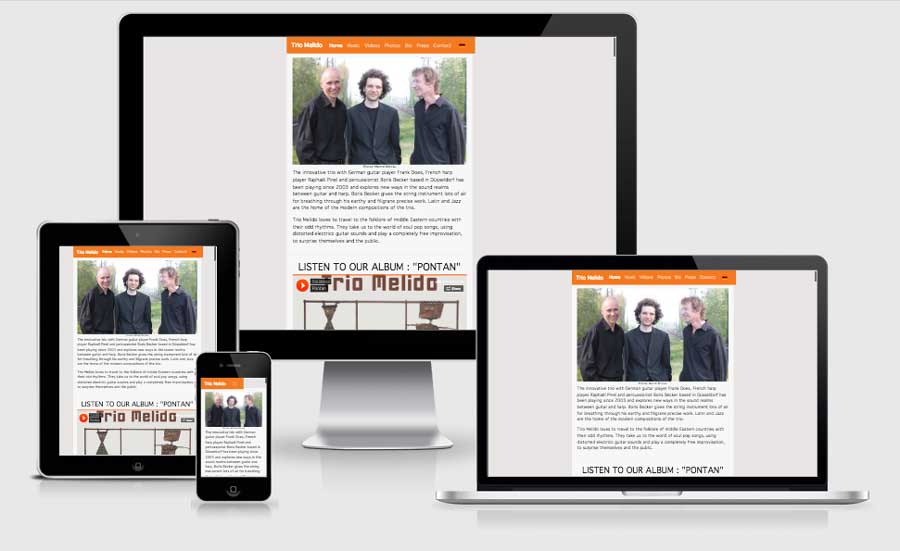 Trio Melido Home Music Videos Photos Bio Press Contact
The innovative trio with German guitar player Frank Does, French harp
player Raphaël Pinel and percussionist Boris Becker based in Düsseldorf has
been playing since 2003 and explores new ways in the sound realms
between guitar and harp. Boris Becker gives the string instrument lots of air
for breathing through his earthy and filigrane precise work. Latin and Jazz
are the home of the modern compositions of the trio.
Trio Melido loves to travel to the folklore of middle Eastern countries with
their odd rhythms. They take us to the world of soul pop songs, using
distorted electric guitar sounds and play a completely free improvisation,
to surprise themselves and the public.
LISTEN TO OUR ALBUM : "PONTAN"
Trio Melido
Pontan
Share
Trio Melido Home Music Videos Photos Bio Press Contact
The innovative trio with German guitar player Frank Does, French harp
player Raphaël Pinel and percussionist Boris Becker based in Düsseldorf has
been playing since 2003 and explores new ways in the sound realms
between guitar and harp. Boris Becker gives the string instrument lots of air
for breathing through his earthy and filigrane precise work. Latin and Jazz
are the home of the modern compositions of the trio.
Trio Melido loves to travel to the folklore of middle Eastern countries with
their odd rhythms. They take us to the world of soul pop songs, using
distorted electric guitar sounds and play a completely free improvisation,
to surprise themselves and the public.
LISTEN TO OUR ALBUM : "PONTAN"
Trio Melido
Trio Melido
The innovative trio with German
guitar player Frank Does, French
harp player Raphaël Pinel and
percussionist Boris Becker based in
Düsseldorf has been playing since
2003 and explores new ways in the
sound realms between guitar and
harp. Boris Becker gives the string
instrument lots of air for breathing
Trio Melido Home Music Videos Photos Bio Press Contact
The innovative trio with German guitar player Frank Does, French harp
player Raphaël Pinel and percussionist Boris Becker based in Düsseldorf has
been playing since 2003 and explores new ways in the sound realms
between guitar and harp. Boris Becker gives the string instrument lots of air
for breathing through his earthy and filigrane precise work. Latin and Jazz
are the home of the modern compositions of the trio.
Trio Melido loves to travel to the folklore of middle Eastern countries with
their odd rhythms. They take us to the world of soul pop songs, using
distorted electric guitar sounds and play a completely free improvisation,
to surprise themselves and the public.
LISTEN TO OUR ALBUM : "PONTAN"